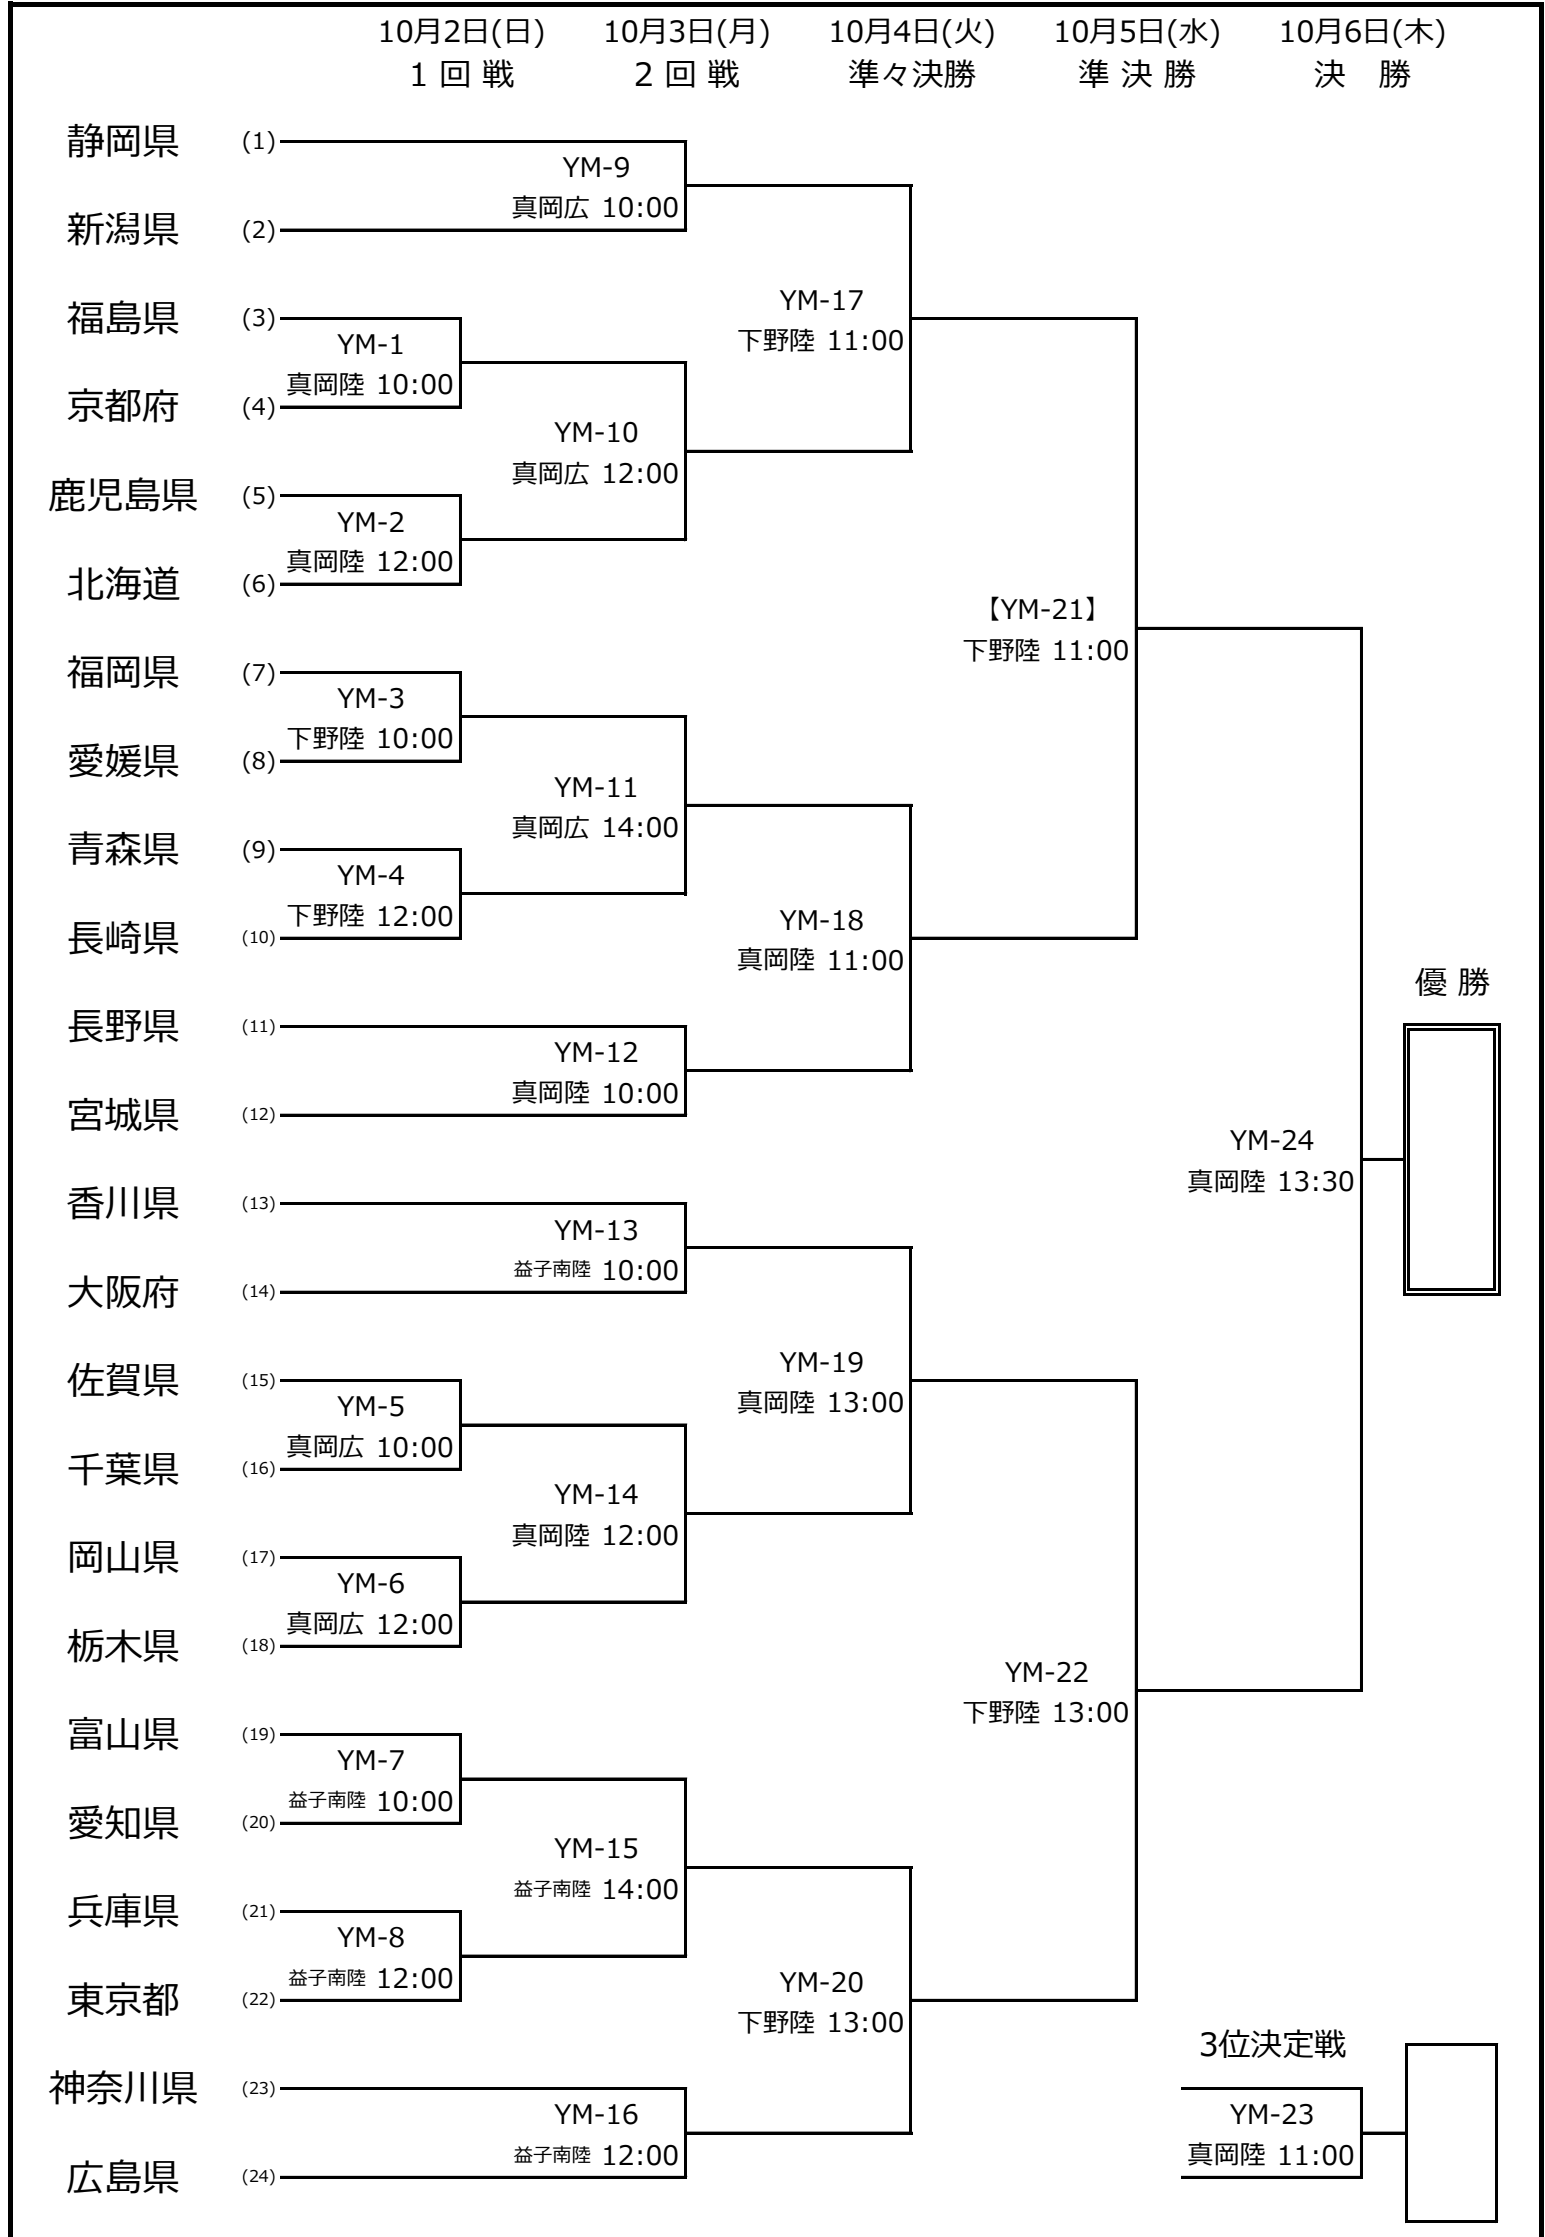 10月2日(日) 10月3日(月) 10月4日(火) 10月5日(水) 10月6日(木)
1 回 戦 2 回 戦 準々決勝 準 決 勝 決　勝
静岡県 (1)
YM-9
真岡広 10:00
新潟県 (2)
YM-17
下野陸 11:00
福島県 (3)
YM-1
真岡陸 10:00
京都府 (4)
YM-10
真岡広 12:00
鹿児島県 (5)
YM-2
真岡陸 12:00
北海道 (6)
【YM-21】
下野陸 11:00
福岡県 (7)
YM-3
下野陸 10:00
愛媛県 (8)
YM-11
真岡広 14:00
青森県 (9)
YM-4
下野陸 12:00
長崎県 (10)
YM-18
真岡陸 11:00
優 勝
長野県 (11)
YM-12
真岡陸 10:00
宮城県 (12)
YM-24
真岡陸 13:30
香川県 (13)
YM-13
益子南陸 10:00
大阪府 (14)
YM-19
真岡陸 13:00
佐賀県 (15)
YM-5
真岡広 10:00
千葉県 (16)
YM-14
真岡陸 12:00
岡山県 (17)
YM-6
真岡広 12:00
栃木県 (18)
YM-22
下野陸 13:00
富山県 (19)
YM-7
益子南陸 10:00
愛知県 (20)
YM-15
益子南陸 14:00
兵庫県 (21)
YM-8
益子南陸 12:00
東京都 (22)
YM-20
下野陸 13:00
3位決定戦
神奈川県 (23)
YM-16 YM-23
益子南陸 12:00 真岡陸 11:00
広島県 (24)